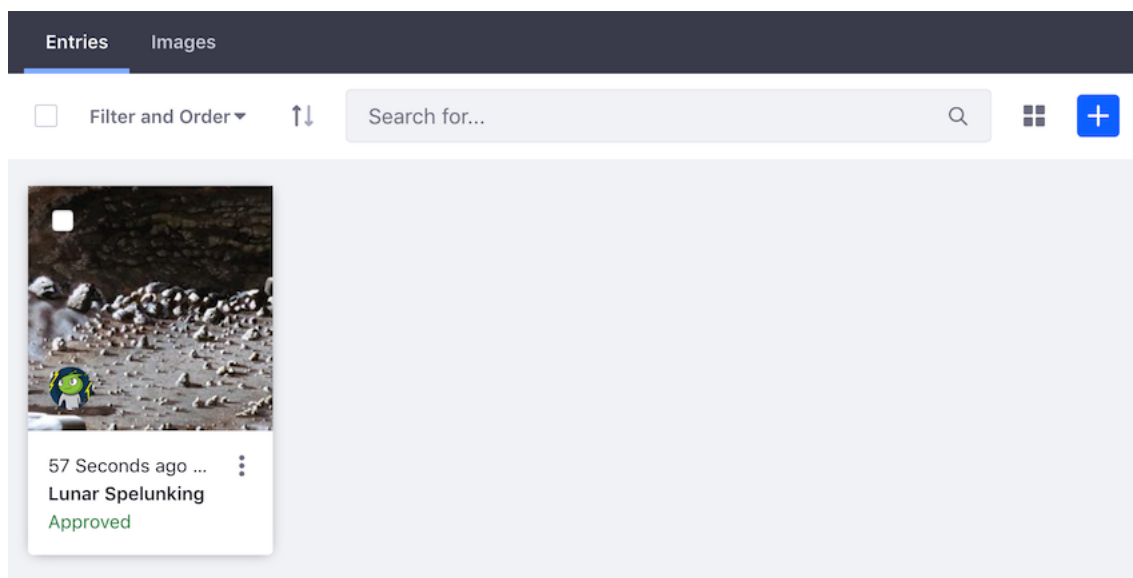 Entries Images
Filter and Order Search for...
57 Seconds ago ...
Lunar Spelunking
Approved